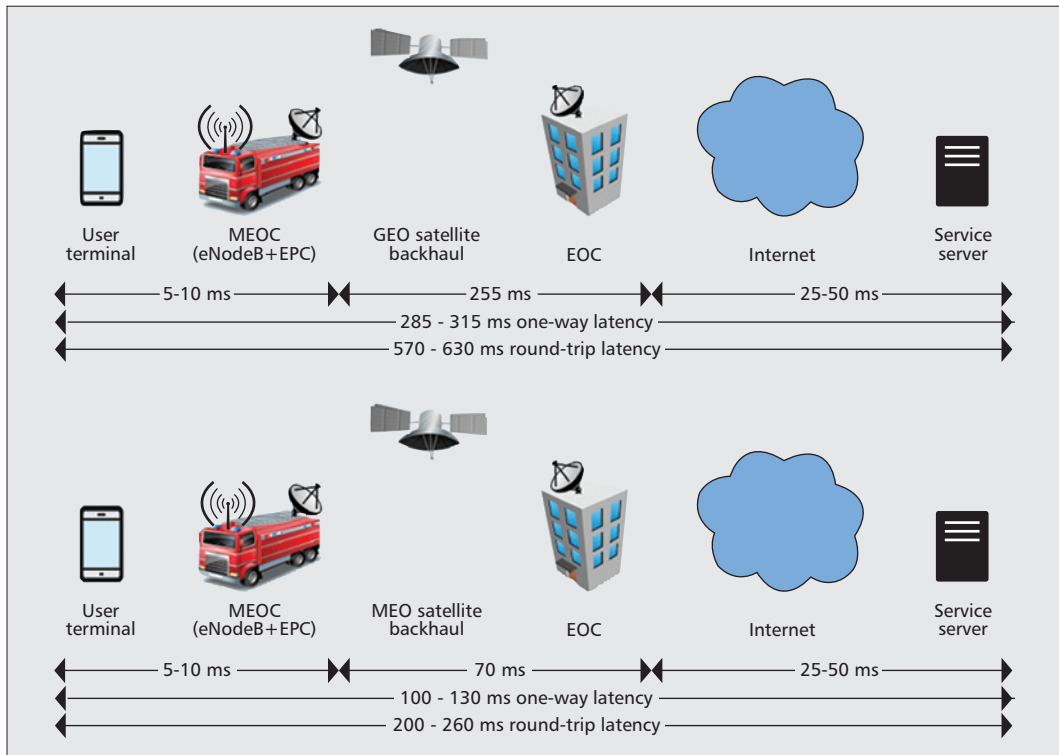 User
terminal
MEOC
(eNodeB+EPC)
GEO satellite
backhaul
EOC
Internet
Service
server
5-10 ms
255 ms
25-50 ms
285 - 315 ms one-way latency
570 - 630 ms round-trip latency
User
terminal
MEOC
(eNodeB+EPC)
MEO satellite
backhaul
EOC
Internet
Service
server
5-10 ms
70 ms
25-50 ms
100 - 130 ms one-way latency
200 - 260 ms round-trip latency